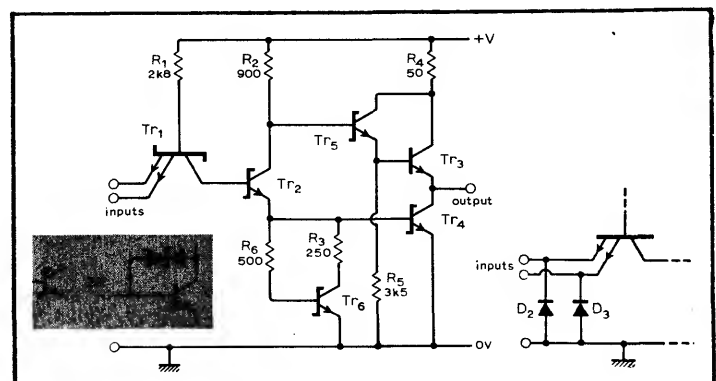 R1
2k8
R2
900
R4
50
+V
Tr1
Tr5
Tr3
Tr2
output
inputs
Tr4
R6
500
R3
250
R5
3k5
Tr6
0V
inputs
D2
D3